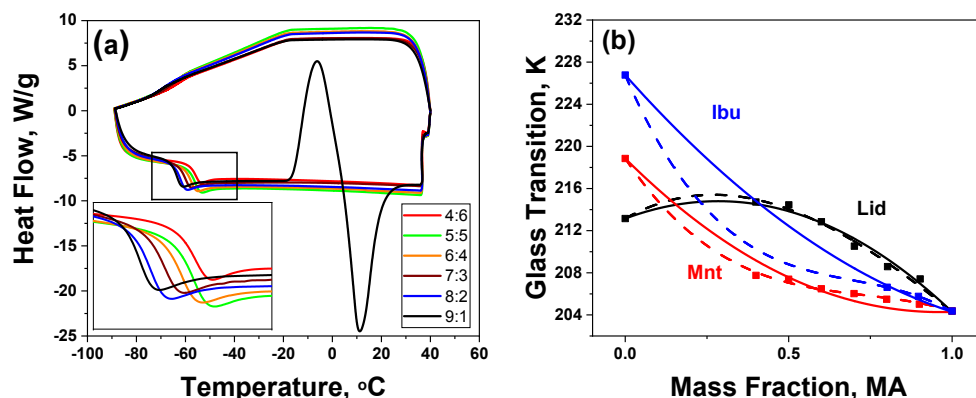 (a)
10
5
0
-5
-10
-15
-20
-25
Heat Flow, W/g
4:6
5:5
6:4
7:3
8:2
9:1
-100 -80 -60 -40 -20 0 20 40 60
Temperature, oC
(b)
232
228
224
220
216
212
208
204
Glass Transition, K
Ibu
Lid
Mnt
0.0 0.5 1.0
Mass Fraction, MA